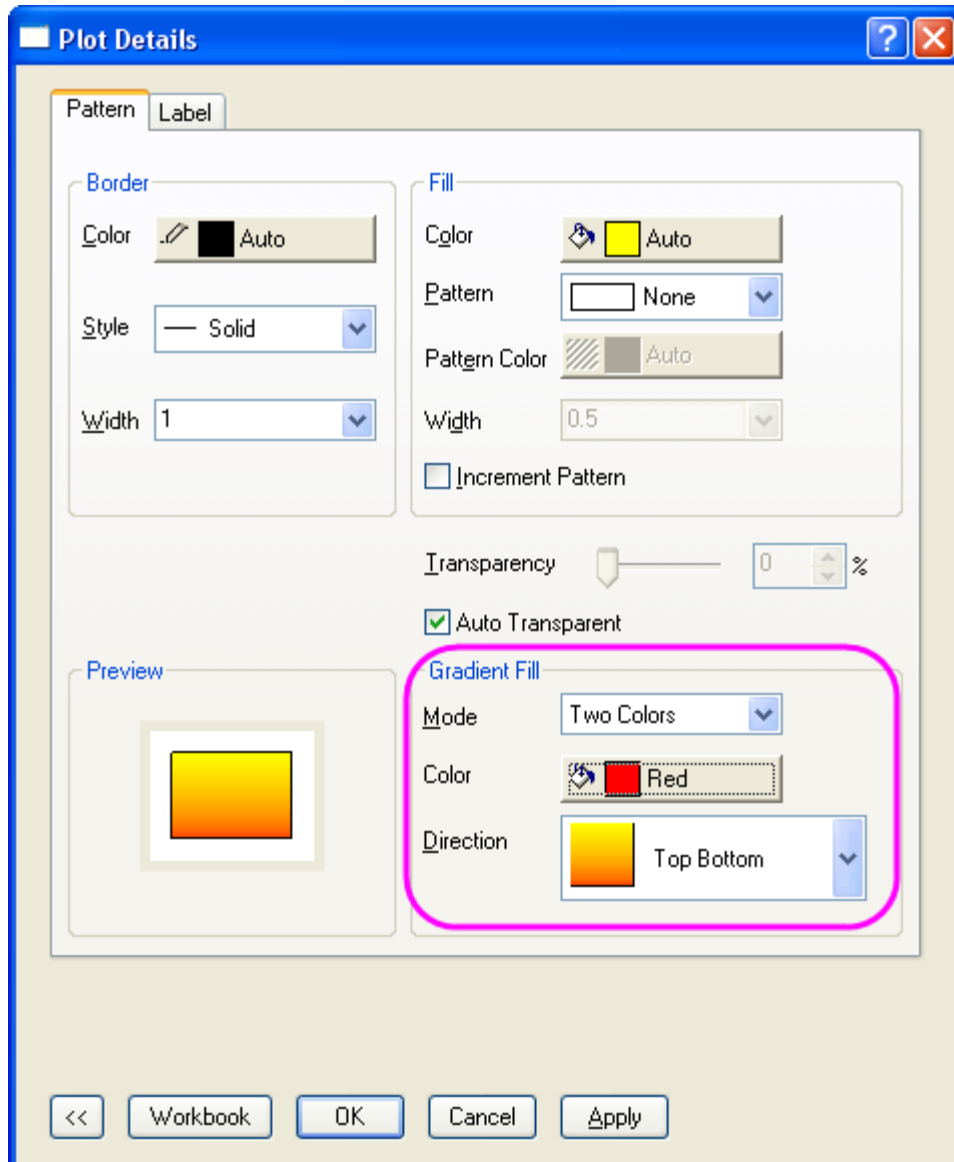 Plot Details
Pattern Label
Border
Color Auto
Style Solid
Width 1
Fill
Color Auto
Pattern None
Pattern Color Auto
Width 0.5
Increment Pattern
Transparency 0 %
Auto Transparent
Preview
Gradient Fill
Mode Two Colors
Color Red
Direction Top Bottom
<< Workbook OK Cancel Apply